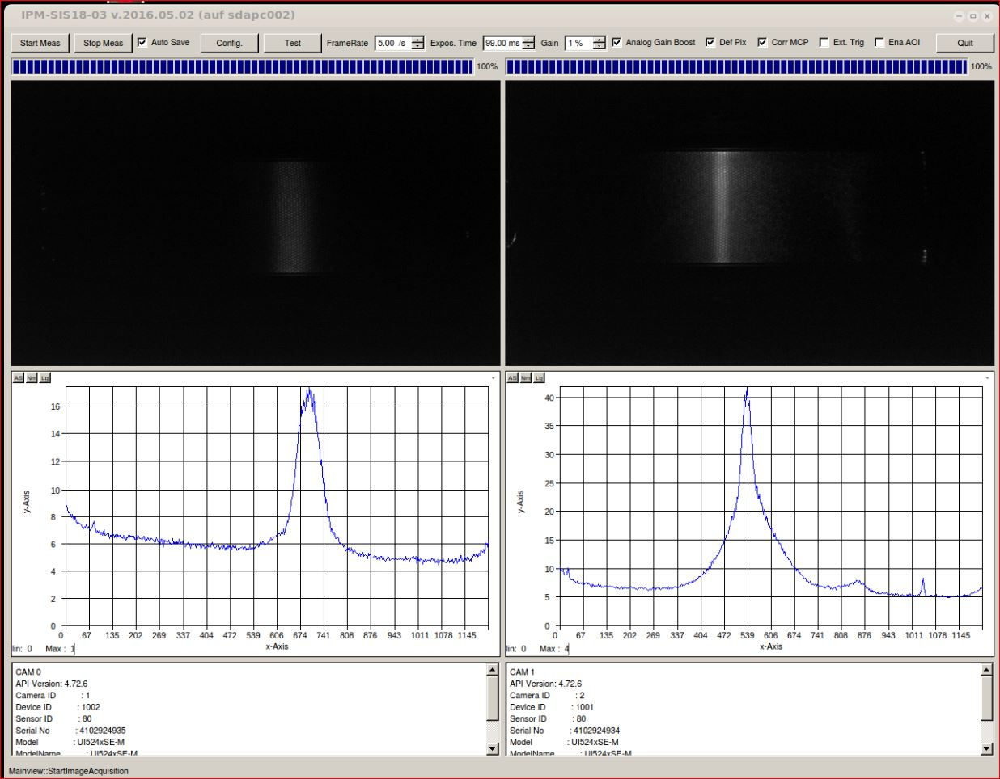 IPM-SIS18-03 v.2016.05.02 (auf sdapc002)
Start Meas Stop Meas Auto Save Config. Test FrameRate 5.00 /s Expos. Time 99.00 ms Gain 1 % Analog Gain Boost Def Pix Corr MCP Ext. Trig Ena AOI Quit
100% 100%
AS Nm Lg
16
14
12
10
8
6
4
2
0
y-Axis
0 67 135 202 269 337 404 472 539 606 674 741 808 876 943 1011 1078 1145
x-Axis
lin: 0 Max : 1
AS Nm Lg
40
35
30
25
20
15
10
5
0
y-Axis
0 67 135 202 269 337 404 472 539 606 674 741 808 876 943 1011 1078 1145
x-Axis
lin: 0 Max : 4
CAM 0
API-Version: 4.72.6
Camera ID : 1
Device ID : 1002
Sensor ID : 80
Serial No : 4102924935
Model : UI524xSE-M
ModelName : UI524xSE-M
CAM 1
API-Version: 4.72.6
Camera ID : 2
Device ID : 1001
Sensor ID : 80
Serial No : 4102924934
Model : UI524xSE-M
ModelName : UI524xSE-M
Mainview::StartImageAcquisition